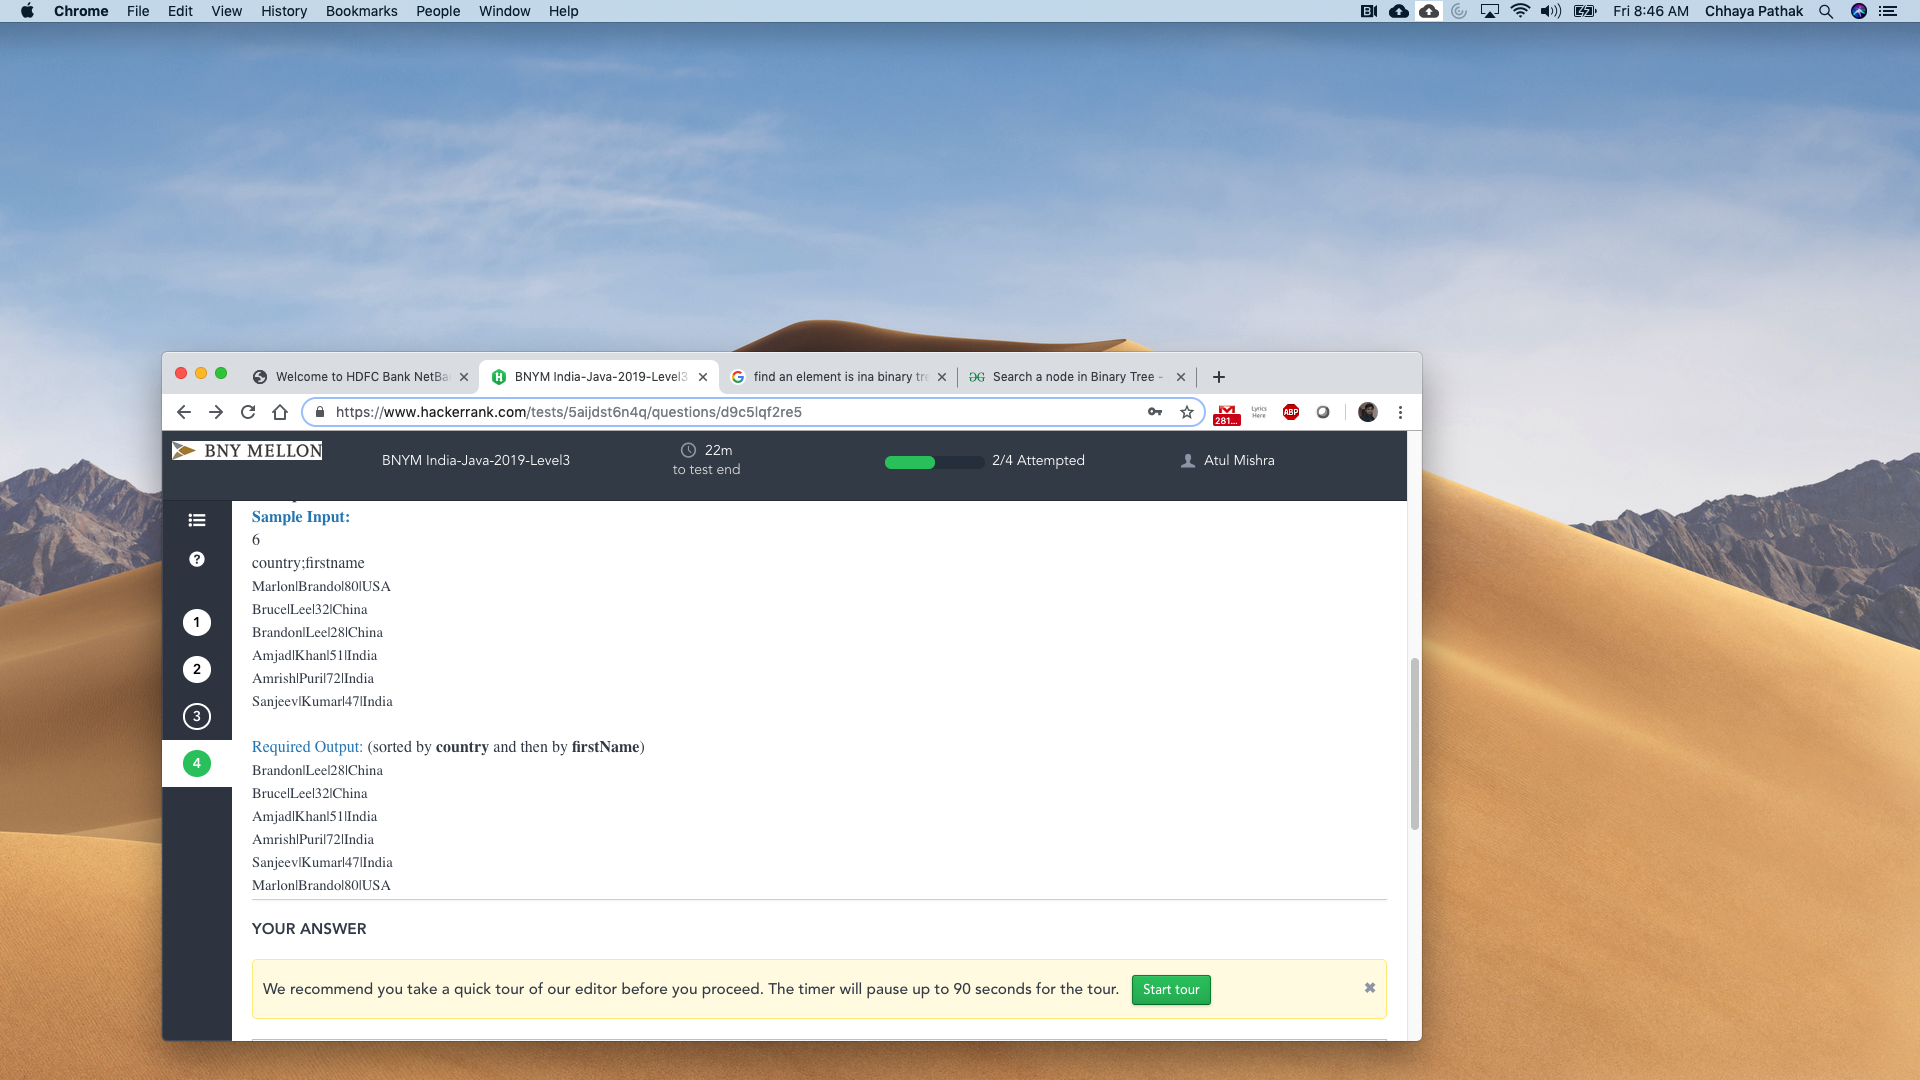 Chrome File Edit View History Bookmarks People Window Help Fri 8:46 AM Chhaya Pathak
Welcome to HDFC Bank NetBa BNYM India-Java-2019-Level3 find an element is ina binary tre Search a node in Binary Tree -
https://www.hackerrank.com/tests/5aijdst6n4q/questions/d9c5lqf2re5 281... Lyrics Here ABP
BNY MELLON
BNYM India-Java-2019-Level3
22m
to test end
2/4 Attempted
Atul Mishra
1
2
3
4
Sample Input:
6
country;firstname
Marlon|Brando|80|USA
Bruce|Lee|32|China
Brandon|Lee|28|China
Amjad|Khan|51|India
Amrish|Puri|72|India
Sanjeev|Kumar|47|India
Required Output: (sorted by country and then by firstName)
Brandon|Lee|28|China
Bruce|Lee|32|China
Amjad|Khan|51|India
Amrish|Puri|72|India
Sanjeev|Kumar|47|India
Marlon|Brando|80|USA
YOUR ANSWER
We recommend you take a quick tour of our editor before you proceed. The timer will pause up to 90 seconds for the tour. Start tour